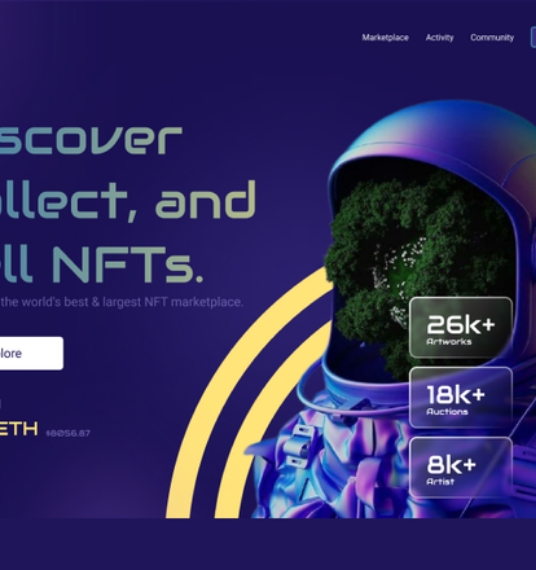 Marketplace Activity Community
scover
llect, and
ll NFTs.
the world's best & largest NFT marketplace.
lore
ETH $8056.87
26k+
Artworks
18k+
Auctions
8k+
Artist